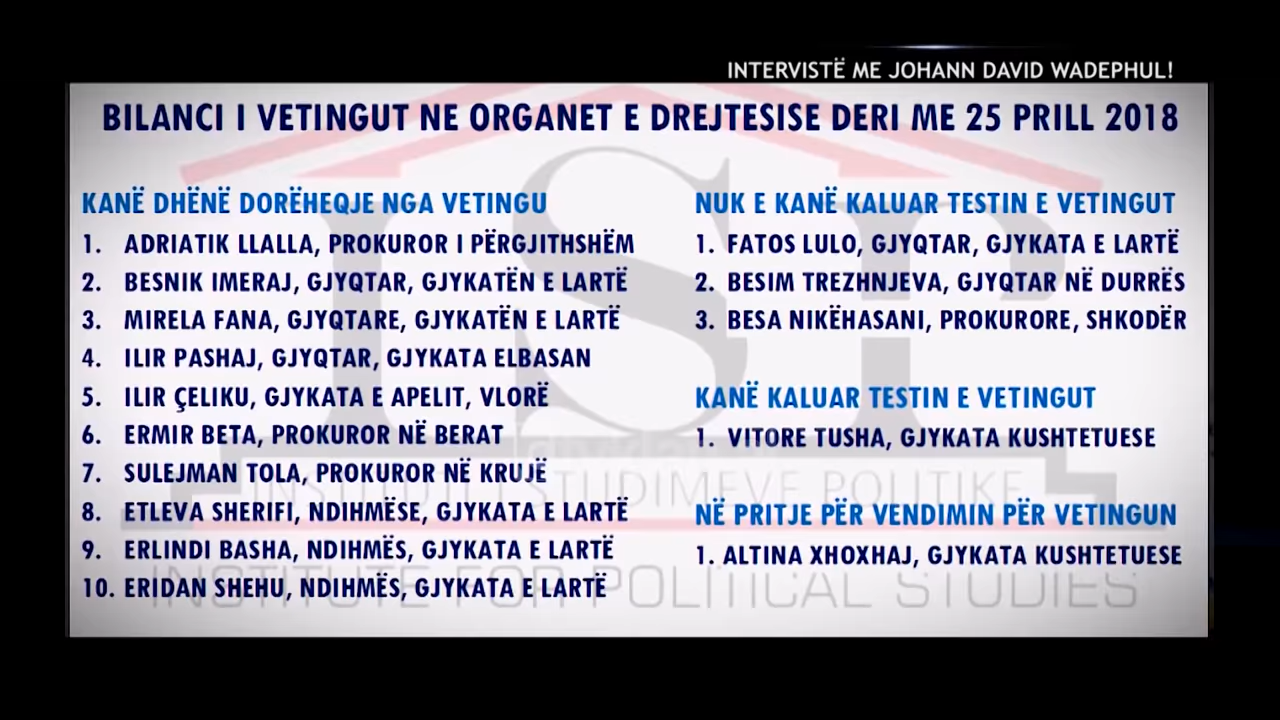 INTERVISTË ME JOHANN DAVID WADEPHUL!
BILANCI I VETINGUT NE ORGANET E DREJTESISE DERI ME 25 PRILL 2018
KANË DHËNË DORËHEQJE NGA VETINGU
1. ADRIATIK LLALLA, PROKUROR I PËRGJITHSHËM
2. BESNIK IMERAJ, GJYQTAR, GJYKATËN E LARTË
3. MIRELA FANA, GJYQTARE, GJYKATËN E LARTË
4. ILIR PASHAJ, GJYQTAR, GJYKATA ELBASAN
5. ILIR ÇELIKU, GJYKATA E APELIT, VLORË
6. ERMIR BETA, PROKUROR NË BERAT
7. SULEJMAN TOLA, PROKUROR NË KRUJË
8. ETLEVA SHERIFI, NDIHMËSE, GJYKATA E LARTË
9. ERLINDI BASHA, NDIHMËS, GJYKATA E LARTË
10. ERIDAN SHEHU, NDIHMËS, GJYKATA E LARTË
NUK E KANË KALUAR TESTIN E VETINGUT
1. FATOS LULO, GJYQTAR, GJYKATA E LARTË
2. BESIM TREZHNJEVA, GJYQTAR NË DURRËS
3. BESA NIKËHASANI, PROKURORE, SHKODËR
KANË KALUAR TESTIN E VETINGUT
1. VITORE TUSHA, GJYKATA KUSHTETUESE
NË PRITJE PËR VENDIMIN PËR VETINGUN
1. ALTINA XHOXHAJ, GJYKATA KUSHTETUESE
INSTITUTI I STUDIMEVE POLITIKE
INSTITUTE FOR POLITICAL STUDIES